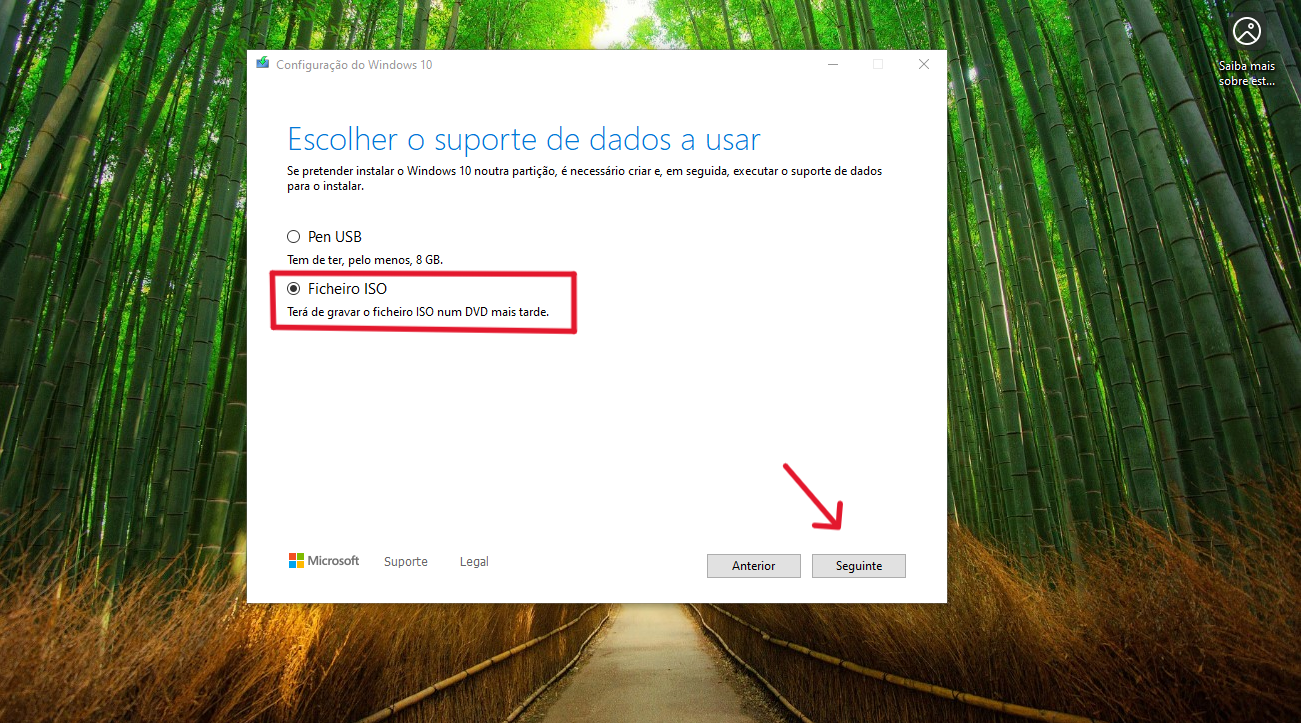 Saiba mais
sobre est...
Configuração do Windows 10
Escolher o suporte de dados a usar
Se pretender instalar o Windows 10 noutra partição, é necessário criar e, em seguida, executar o suporte de dados
para o instalar.
Pen USB
Tem de ter, pelo menos, 8 GB.
Ficheiro ISO
Terá de gravar o ficheiro ISO num DVD mais tarde.
Microsoft Suporte Legal Anterior Seguinte